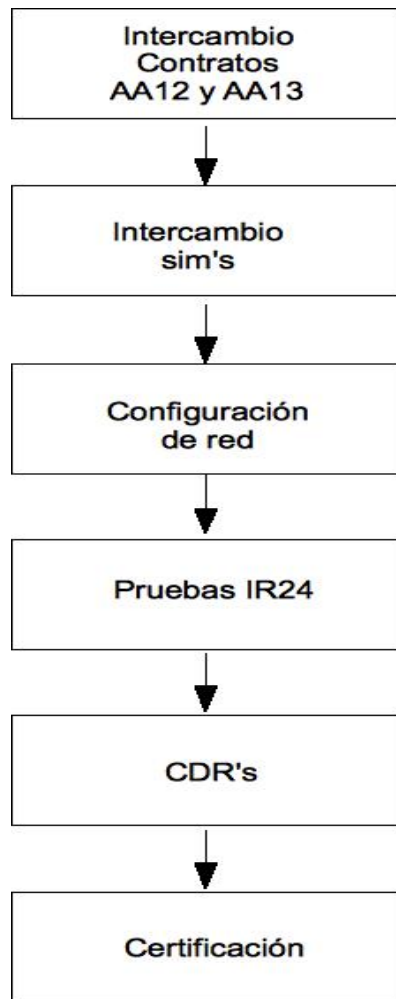 Intercambio
Contratos
AA12 y AA13
Intercambio
sim's
Configuración
de red
Pruebas IR24
CDR's
Certificación